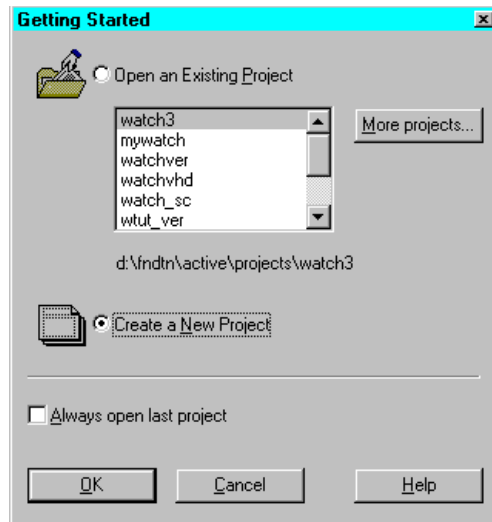 Getting Started
Open an Existing Project
watch3
mywatch
watchver
watchvhd
watch_sc
wtut_ver
More projects...
d:\fndtn\active\projects\watch3
Create a New Project
Always open last project
OK
Cancel
Help